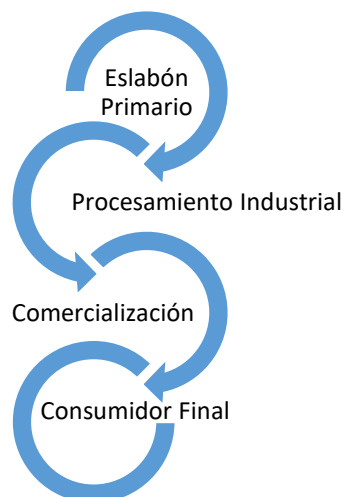 Eslabón
Primario
Procesamiento Industrial
Comercialización
Consumidor Final